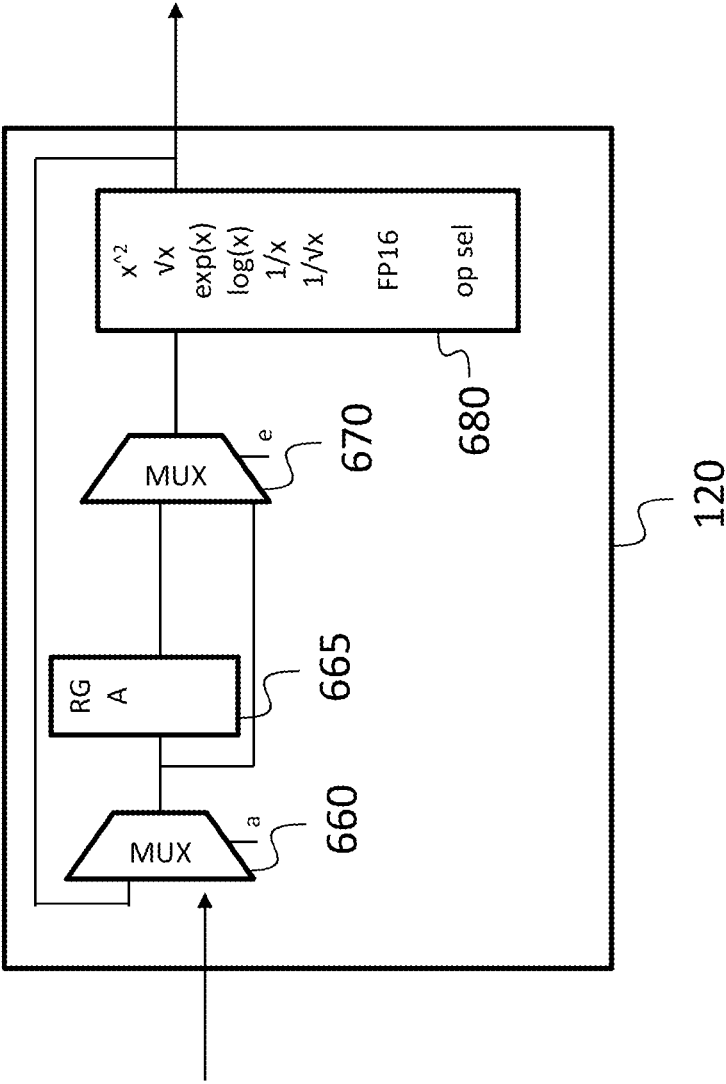 x^2
√x
exp(x)
log(x)
1/x
1/√x
FP16
op sel
680
MUX
e
670
RG
A
665
MUX
a
660
120